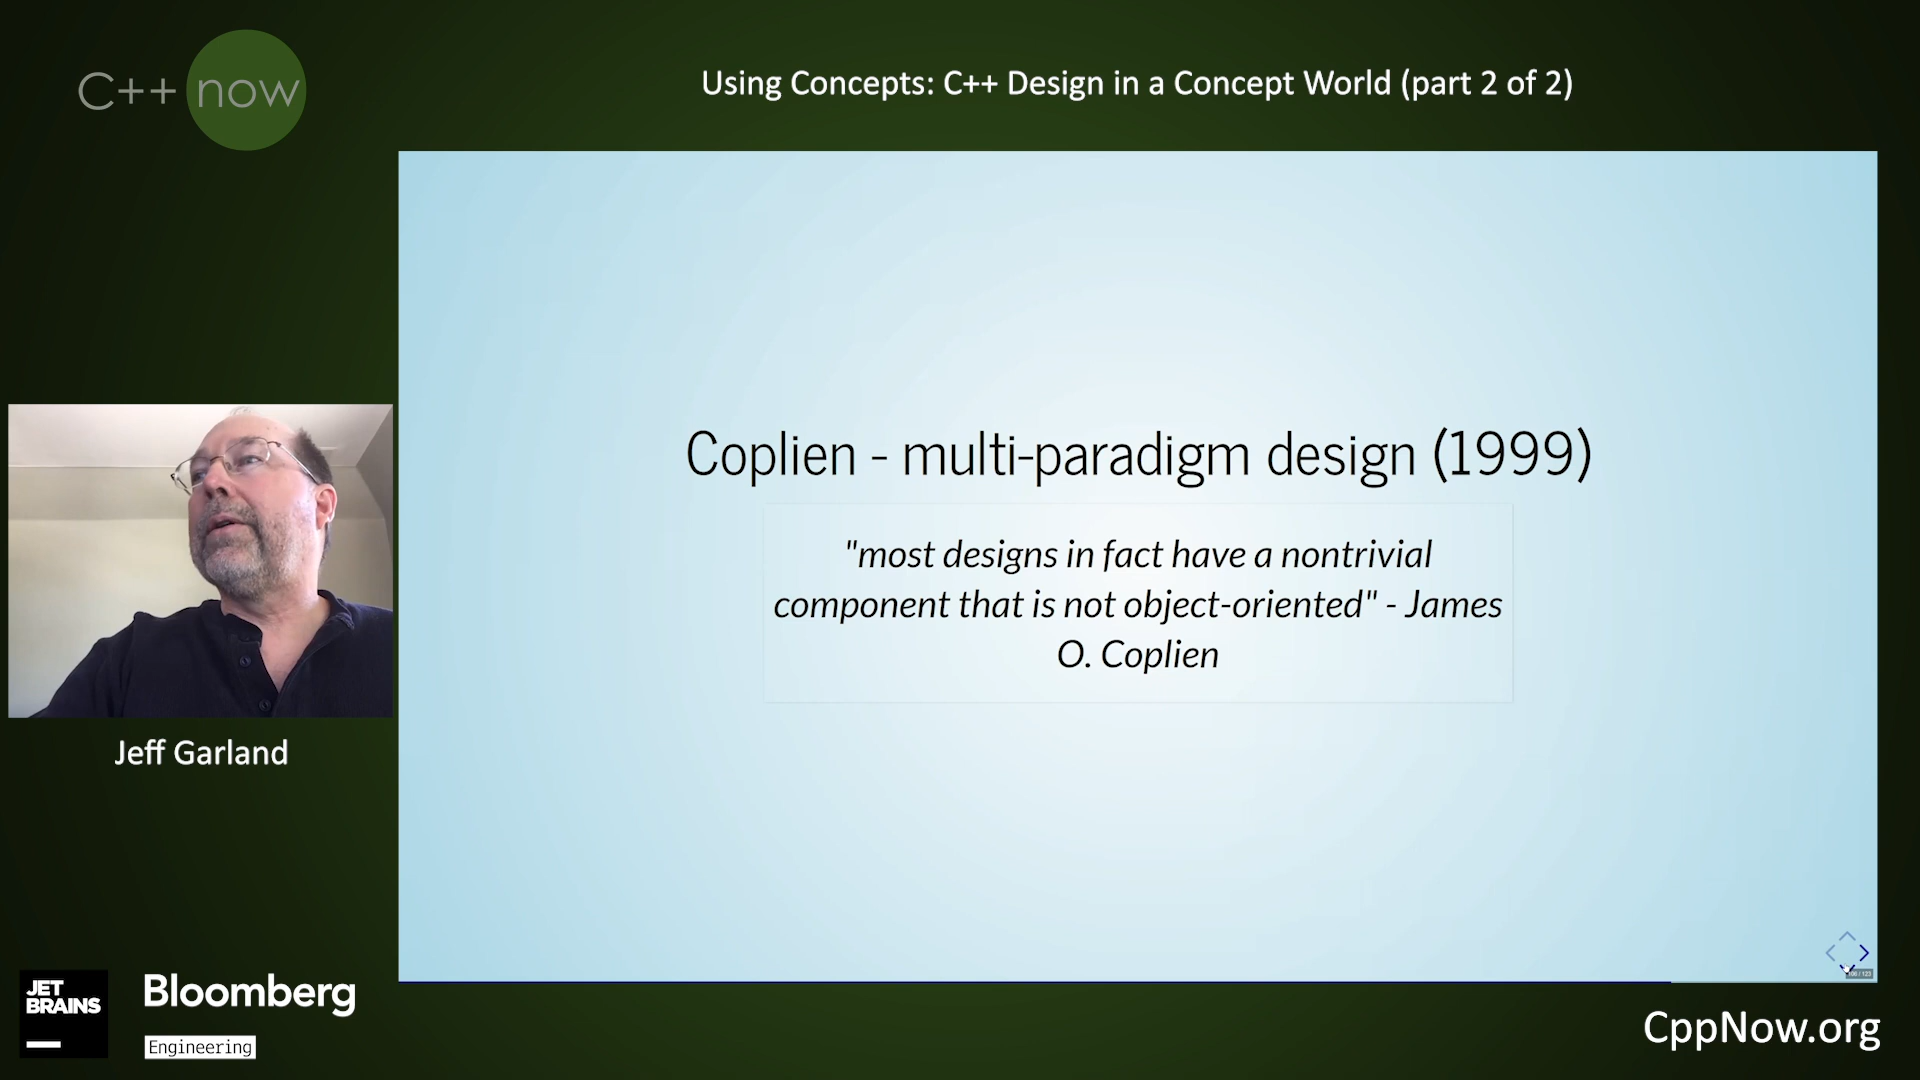 C++ now
Using Concepts: C++ Design in a Concept World (part 2 of 2)
Coplien - multi-paradigm design (1999)
"most designs in fact have a nontrivial
component that is not object-oriented" - James
O. Coplien
Jeff Garland
JET
BRAINS
Bloomberg
Engineering
CppNow.org